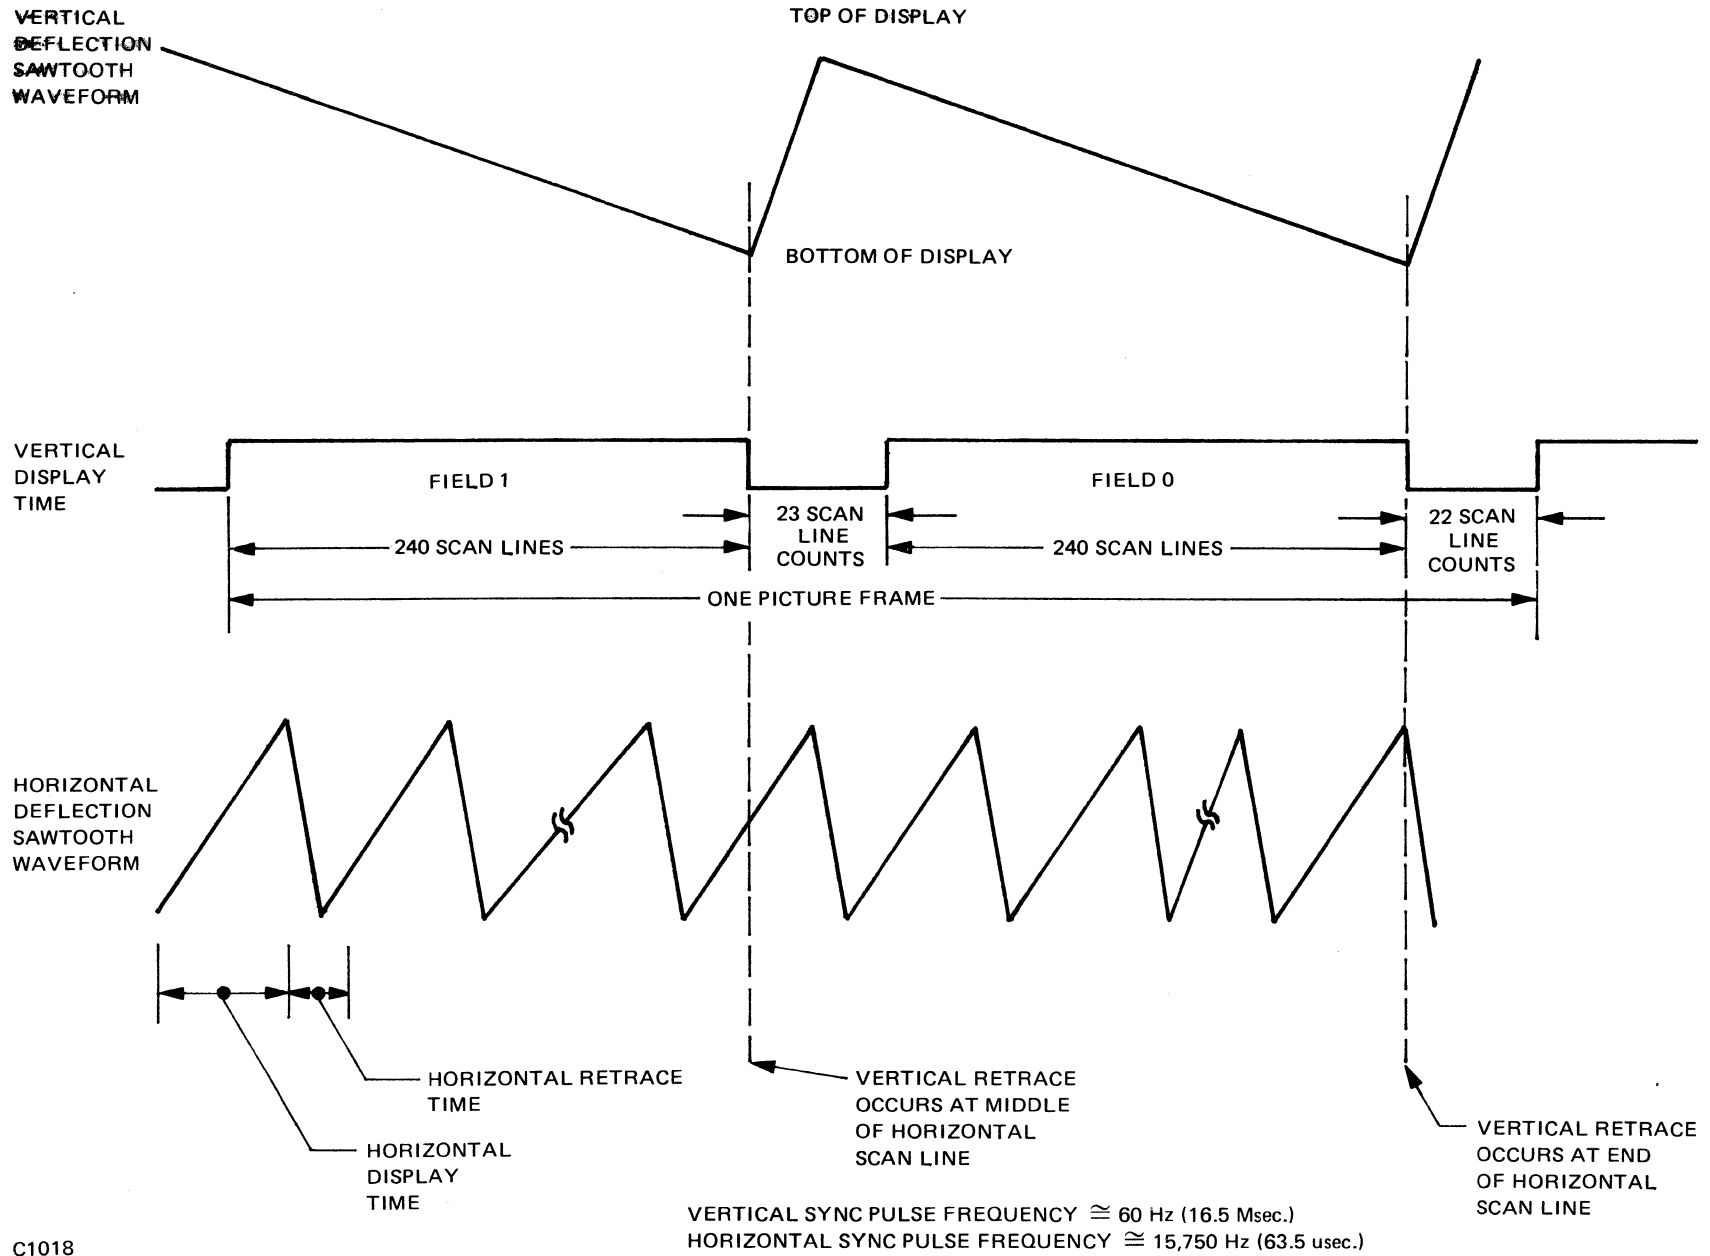 VERTICAL
DEFLECTION
SAWTOOTH
WAVEFORM
TOP OF DISPLAY
BOTTOM OF DISPLAY
VERTICAL
DISPLAY
TIME
FIELD 1
FIELD 0
23 SCAN
LINE
COUNTS
22 SCAN
LINE
COUNTS
240 SCAN LINES
240 SCAN LINES
ONE PICTURE FRAME
HORIZONTAL
DEFLECTION
SAWTOOTH
WAVEFORM
HORIZONTAL RETRACE
TIME
HORIZONTAL
DISPLAY
TIME
VERTICAL RETRACE
OCCURS AT MIDDLE
OF HORIZONTAL
SCAN LINE
VERTICAL RETRACE
OCCURS AT END
OF HORIZONTAL
SCAN LINE
VERTICAL SYNC PULSE FREQUENCY ≅ 60 Hz (16.5 Msec.)
HORIZONTAL SYNC PULSE FREQUENCY ≅ 15,750 Hz (63.5 usec.)
C1018